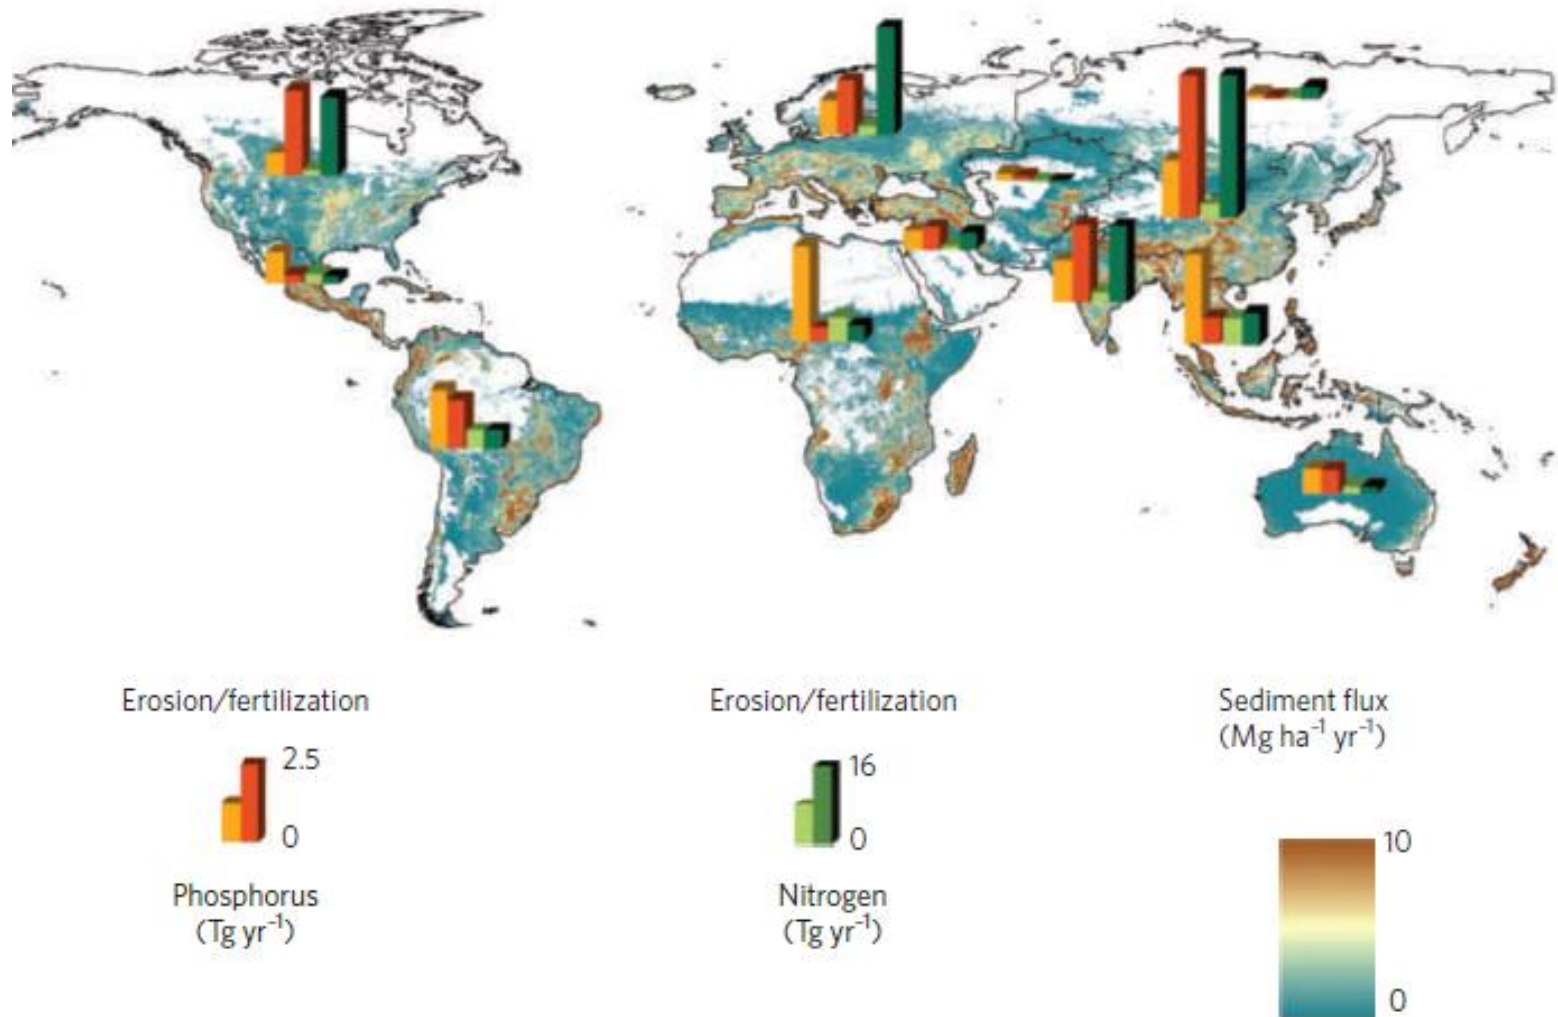 Erosion/fertilization
2.5
0
Phosphorus
(Tg yr⁻¹)
Erosion/fertilization
16
0
Nitrogen
(Tg yr⁻¹)
Sediment flux
(Mg ha⁻¹ yr⁻¹)
10
0